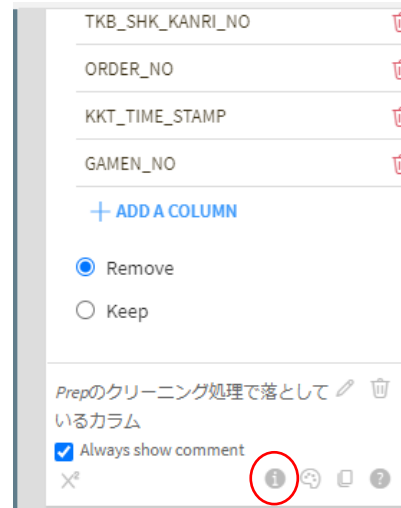 TKB_SHK_KANRI_NO
ORDER_NO
KKT_TIME_STAMP
GAMEN_NO
+ ADD A COLUMN
Remove
Keep
Prepのクリーニング処理で落として
いるカラム
Always show comment